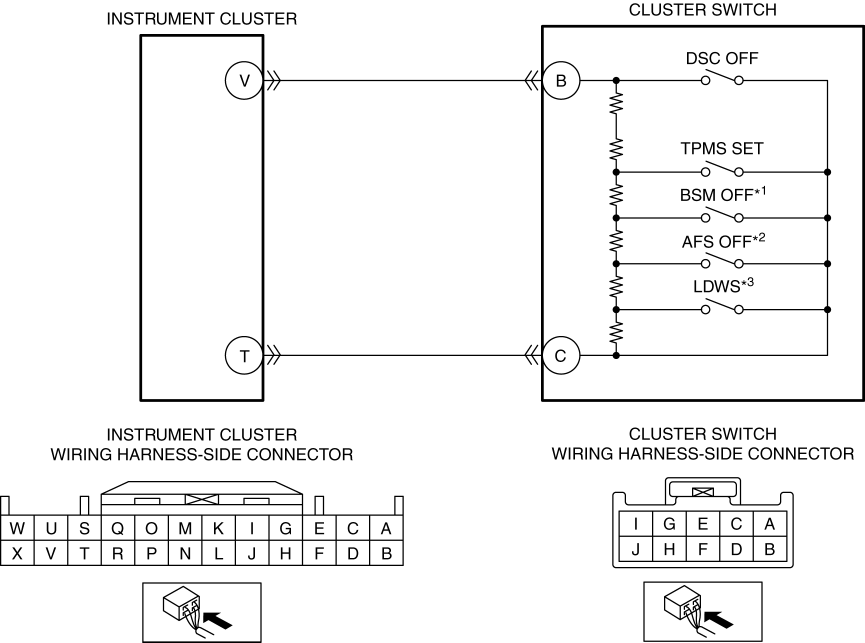 INSTRUMENT CLUSTER
CLUSTER SWITCH
DSC OFF
V
B
TPMS SET
BSM OFF*1
AFS OFF*2
LDWS*3
T
C
INSTRUMENT CLUSTER
WIRING HARNESS-SIDE CONNECTOR
CLUSTER SWITCH
WIRING HARNESS-SIDE CONNECTOR
W U S Q O M K I G E C A
X V T R P N L J H F D B
I G E C A
J H F D B